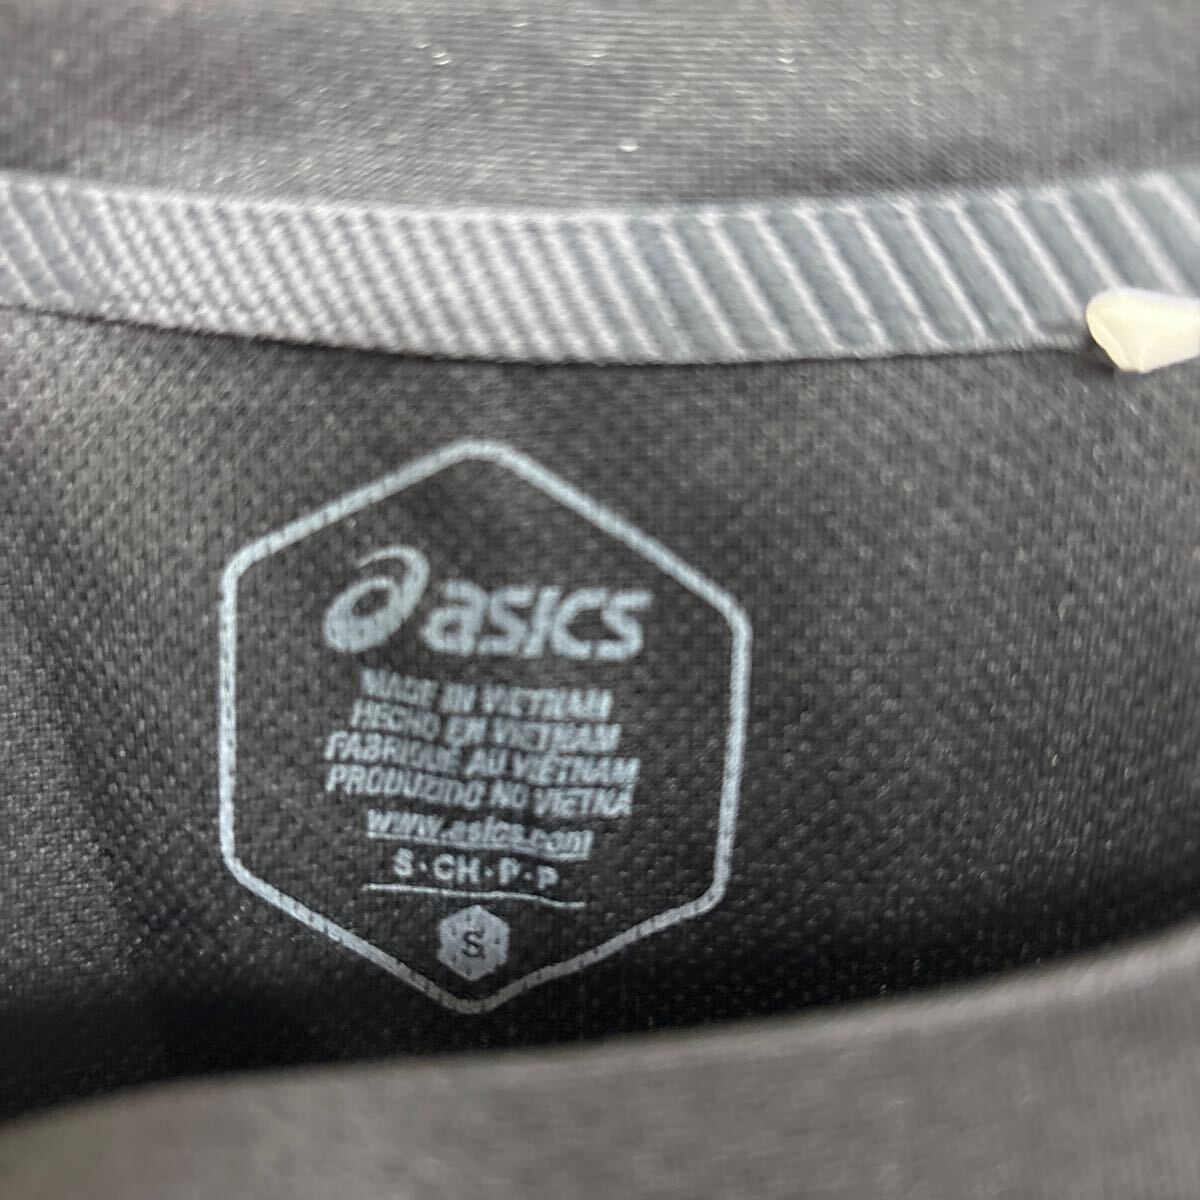 asics
MADE IN VIETNAM
HECHO EN VIETNAM
FABRIQUE AU VIETNAM
PRODUZIDO NO VIETNA
www.asics.com
S·CH·P·P
S